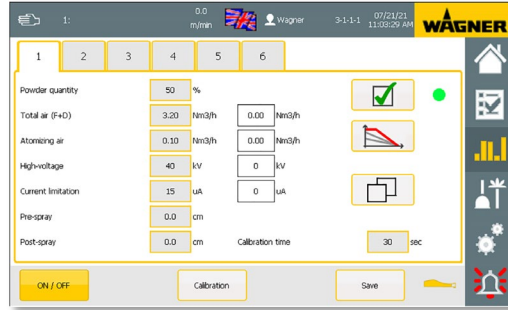 1: 0.0 m/min Wagner 3-1-1-1 07/21/21 11:03:29 AM WAGNER
1 2 3 4 5 6
Powder quantity 50 %
Total air (F+D) 3.20 Nm3/h 0.00 Nm3/h
Atomizing air 0.10 Nm3/h 0.00 Nm3/h
High-voltage 40 kV 0 kV
Current limitation 15 uA 0 uA
Pre-spray 0.0 cm
Post-spray 0.0 cm Calibration time 30 sec
ON / OFF Calibration Save